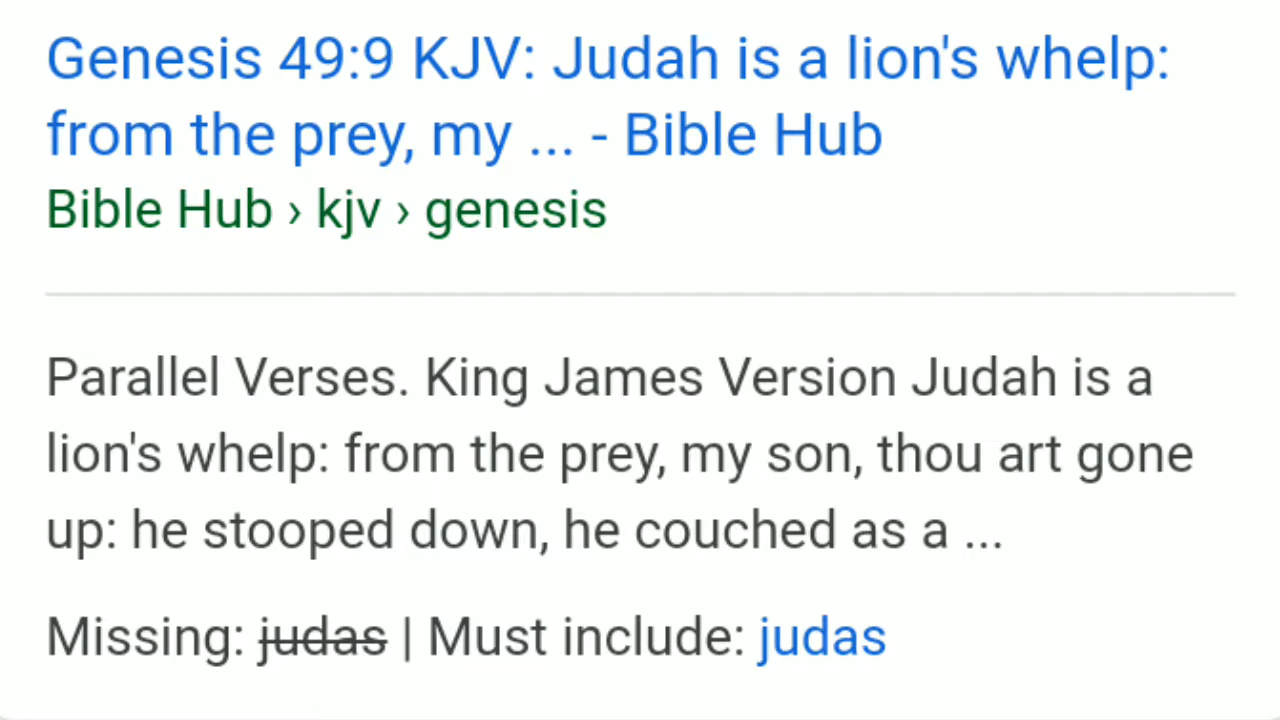 Genesis 49:9 KJV: Judah is a lion's whelp:
from the prey, my ... - Bible Hub
Bible Hub › kjv › genesis
Parallel Verses. King James Version Judah is a
lion's whelp: from the prey, my son, thou art gone
up: he stooped down, he couched as a ...
Missing: judas | Must include: judas